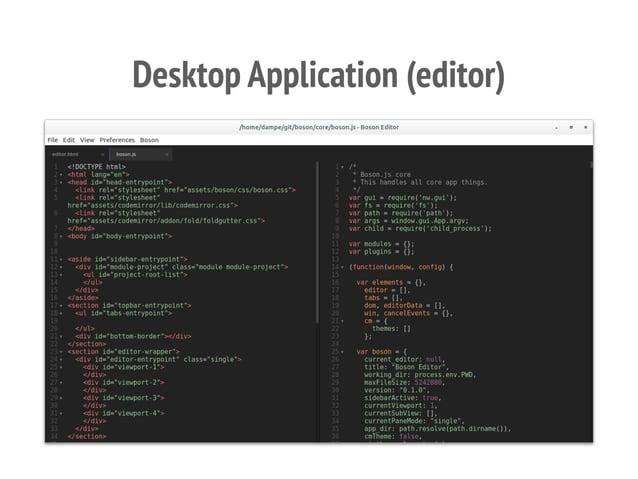 Desktop Application (editor)
/home/dampe/git/boson/core/boson.js - Boson Editor
File Edit View Preferences Boson
editor.html × boson.js ×
1 <!DOCTYPE html>
2 <html lang="en">
3 <head id="head-entrypoint">
4 <link rel="stylesheet" href="assets/boson/css/boson.css">
5 <link rel="stylesheet"
href="assets/codemirror/lib/codemirror.css">
6 <link rel="stylesheet"
href="assets/codemirror/addon/fold/foldgutter.css">
7 </head>
8 <body id="body-entrypoint">
9
10
11 <aside id="sidebar-entrypoint">
12 <div id="module-project" class="module module-project">
13 <ul id="project-root-list">
14 </ul>
15 </div>
16 </aside>
17 <section id="topbar-entrypoint">
18 <ul id="tabs-entrypoint">
19
20 </ul>
21 <div id="bottom-border"></div>
22 </section>
23 <section id="editor-wrapper">
24 <div id="editor-entrypoint" class="single">
25 <div id="viewport-1">
26 </div>
27 <div id="viewport-2">
28 </div>
29 <div id="viewport-3">
30 </div>
31 <div id="viewport-4">
32 </div>
33 </div>
34 </section>
1 /*
2 * Boson.js core
3 * This handles all core app things.
4 */
5 var gui = require('nw.gui');
6 var fs = require('fs');
7 var path = require('path');
8 var args = window.gui.App.argv;
9 var child = require('child_process');
10
11 var modules = {};
12 var plugins = {};
13
14 (function(window, config) {
15
16 var elements = {},
17 editor = [],
18 tabs = [],
19 dom, editorData = [],
20 win, cancelEvents = {},
21 cm = {
22 themes: []
23 };
24
25 var boson = {
26 current_editor: null,
27 title: "Boson Editor",
28 working_dir: process.env.PWD,
29 maxFileSize: 5242880,
30 version: "0.1.0",
31 sidebarActive: true,
32 currentViewport: 1,
33 currentSubView: [],
34 currentPaneMode: "single",
35 app_dir: path.resolve(path.dirname()),
36 cmTheme: false,